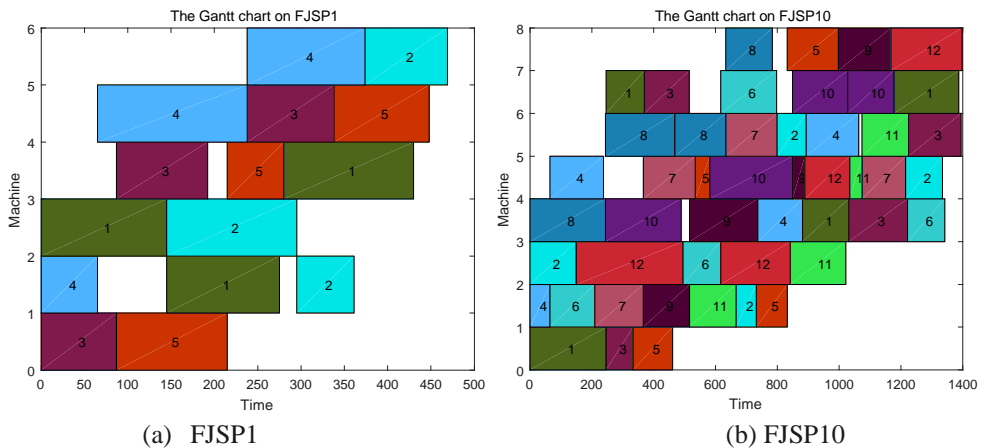 The Gantt chart on FJSP1
6
5
4
3
2
1
0
Machine
4 2
4 3 5
3 5 1
1 2
4 1 2
3 5
0 50 100 150 200 250 300 350 400 450 500
Time
(a) FJSP1
The Gantt chart on FJSP10
8
7
6
5
4
3
2
1
0
Machine
8 5 9 12
1 3 6 10 10 1
8 8 7 2 4 11 3
4 7 5 10 12 11 7 2
8 10 9 4 1 3 6
2 12 6 12 11
4 6 7 9 11 2 5
1 3 5
0 200 400 600 800 1000 1200 1400
Time
(b) FJSP10